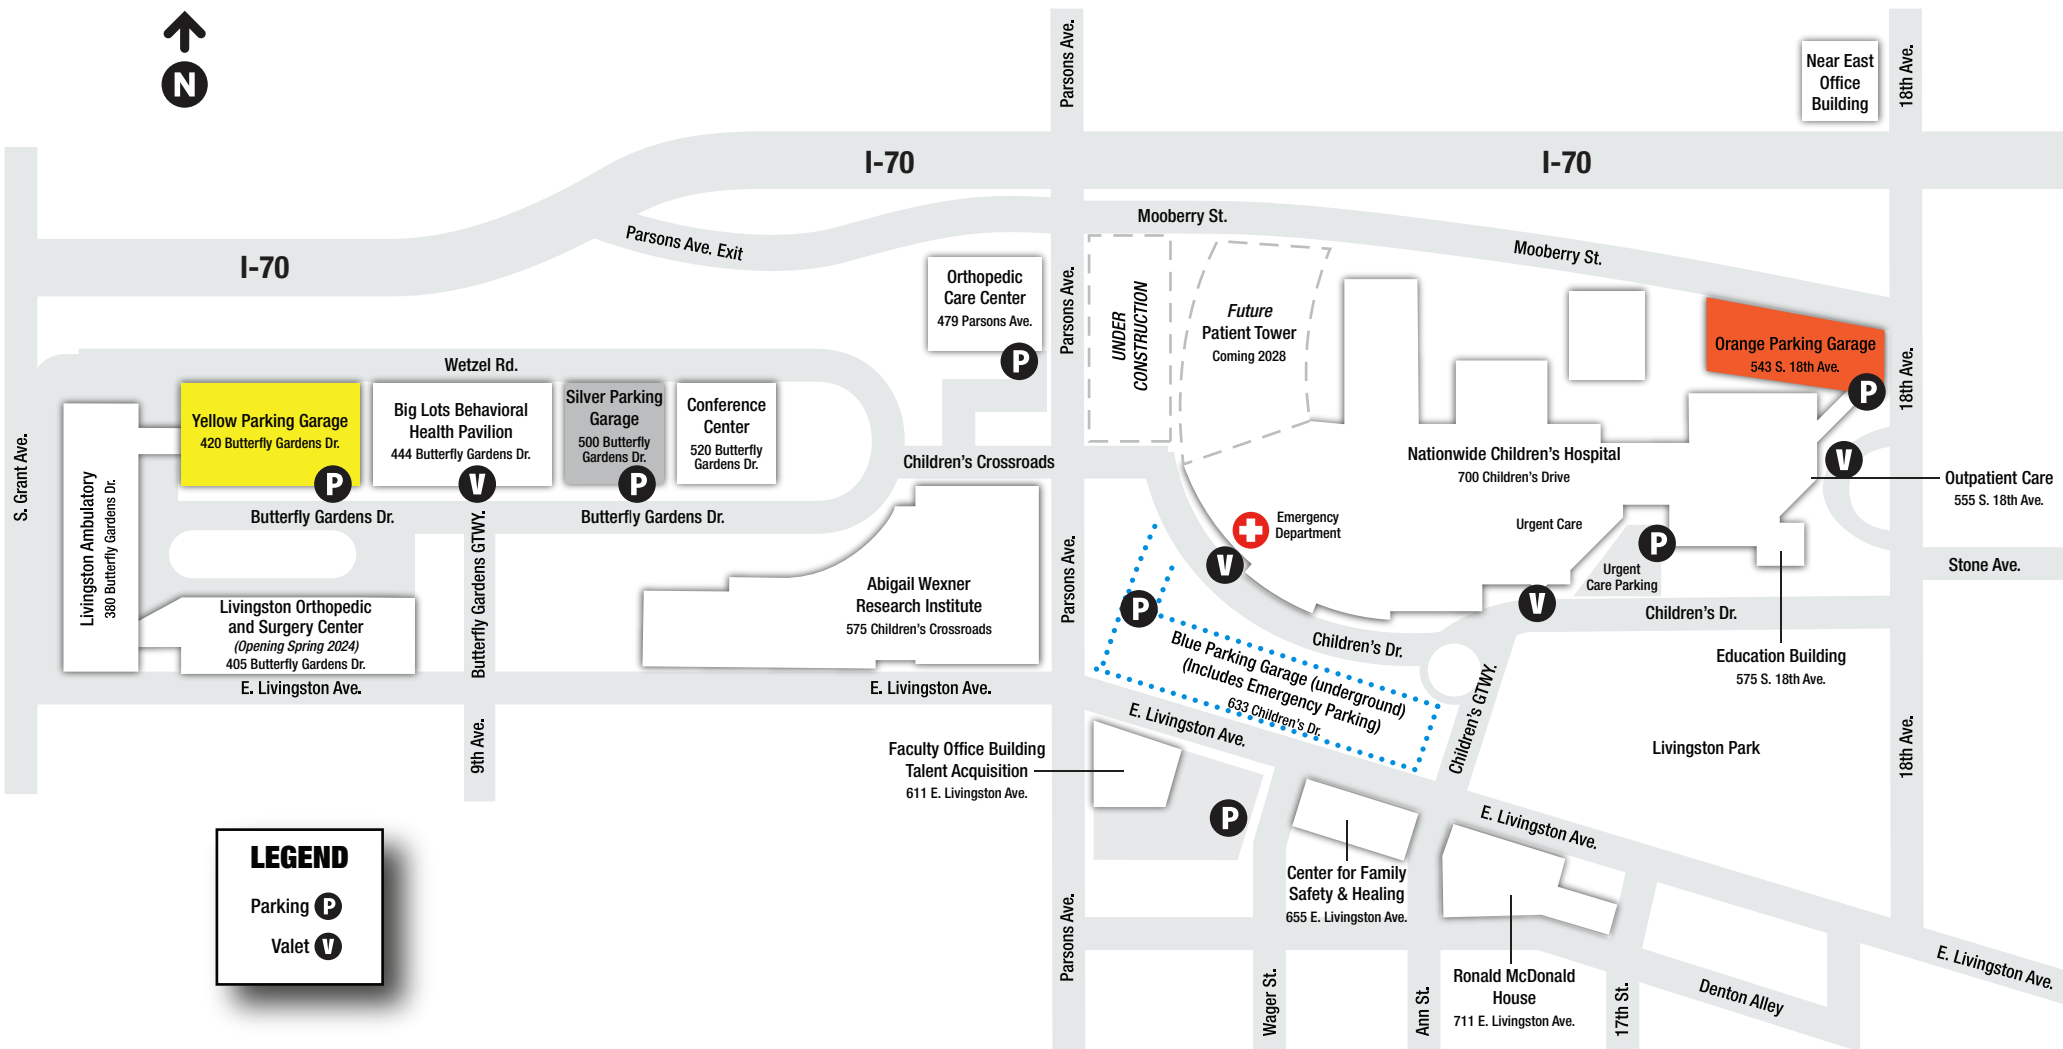 N
Parsons Ave.
Near East
Office
Building
18th Ave.
I-70
I-70
I-70
Mooberry St.
Mooberry St.
Parsons Ave. Exit
Orthopedic
Care Center
479 Parsons Ave.
P
Parsons Ave.
UNDER
CONSTRUCTION
Future
Patient Tower
Coming 2028
Orange Parking Garage
543 S. 18th Ave.
P
18th Ave.
Wetzel Rd.
S. Grant Ave.
Livingston Ambulatory
380 Butterfly Gardens Dr.
Yellow Parking Garage
420 Butterfly Gardens Dr.
P
Big Lots Behavioral
Health Pavilion
444 Butterfly Gardens Dr.
V
Silver Parking
Garage
500 Butterfly
Gardens Dr.
P
Conference
Center
520 Butterfly
Gardens Dr.
Children's Crossroads
Nationwide Children's Hospital
700 Children's Drive
V
Outpatient Care
555 S. 18th Ave.
Butterfly Gardens Dr.
Butterfly Gardens Dr.
Butterfly Gardens GTWY.
Emergency
Department
V
Urgent Care
P
Urgent
Care Parking
V
Stone Ave.
Abigail Wexner
Research Institute
575 Children's Crossroads
Parsons Ave.
P
Livingston Orthopedic
and Surgery Center
(Opening Spring 2024)
405 Butterfly Gardens Dr.
Children's Dr.
Children's Dr.
Blue Parking Garage (underground)
(Includes Emergency Parking)
633 Children's Dr.
Education Building
575 S. 18th Ave.
E. Livingston Ave.
E. Livingston Ave.
E. Livingston Ave.
Children's GTWY.
9th Ave.
Livingston Park
18th Ave.
Faculty Office Building
Talent Acquisition
611 E. Livingston Ave.
P
E. Livingston Ave.
LEGEND
Parking P
Valet V
Center for Family
Safety & Healing
655 E. Livingston Ave.
Parsons Ave.
Wager St.
Ann St.
Ronald McDonald
House
711 E. Livingston Ave.
17th St.
Denton Alley
E. Livingston Ave.